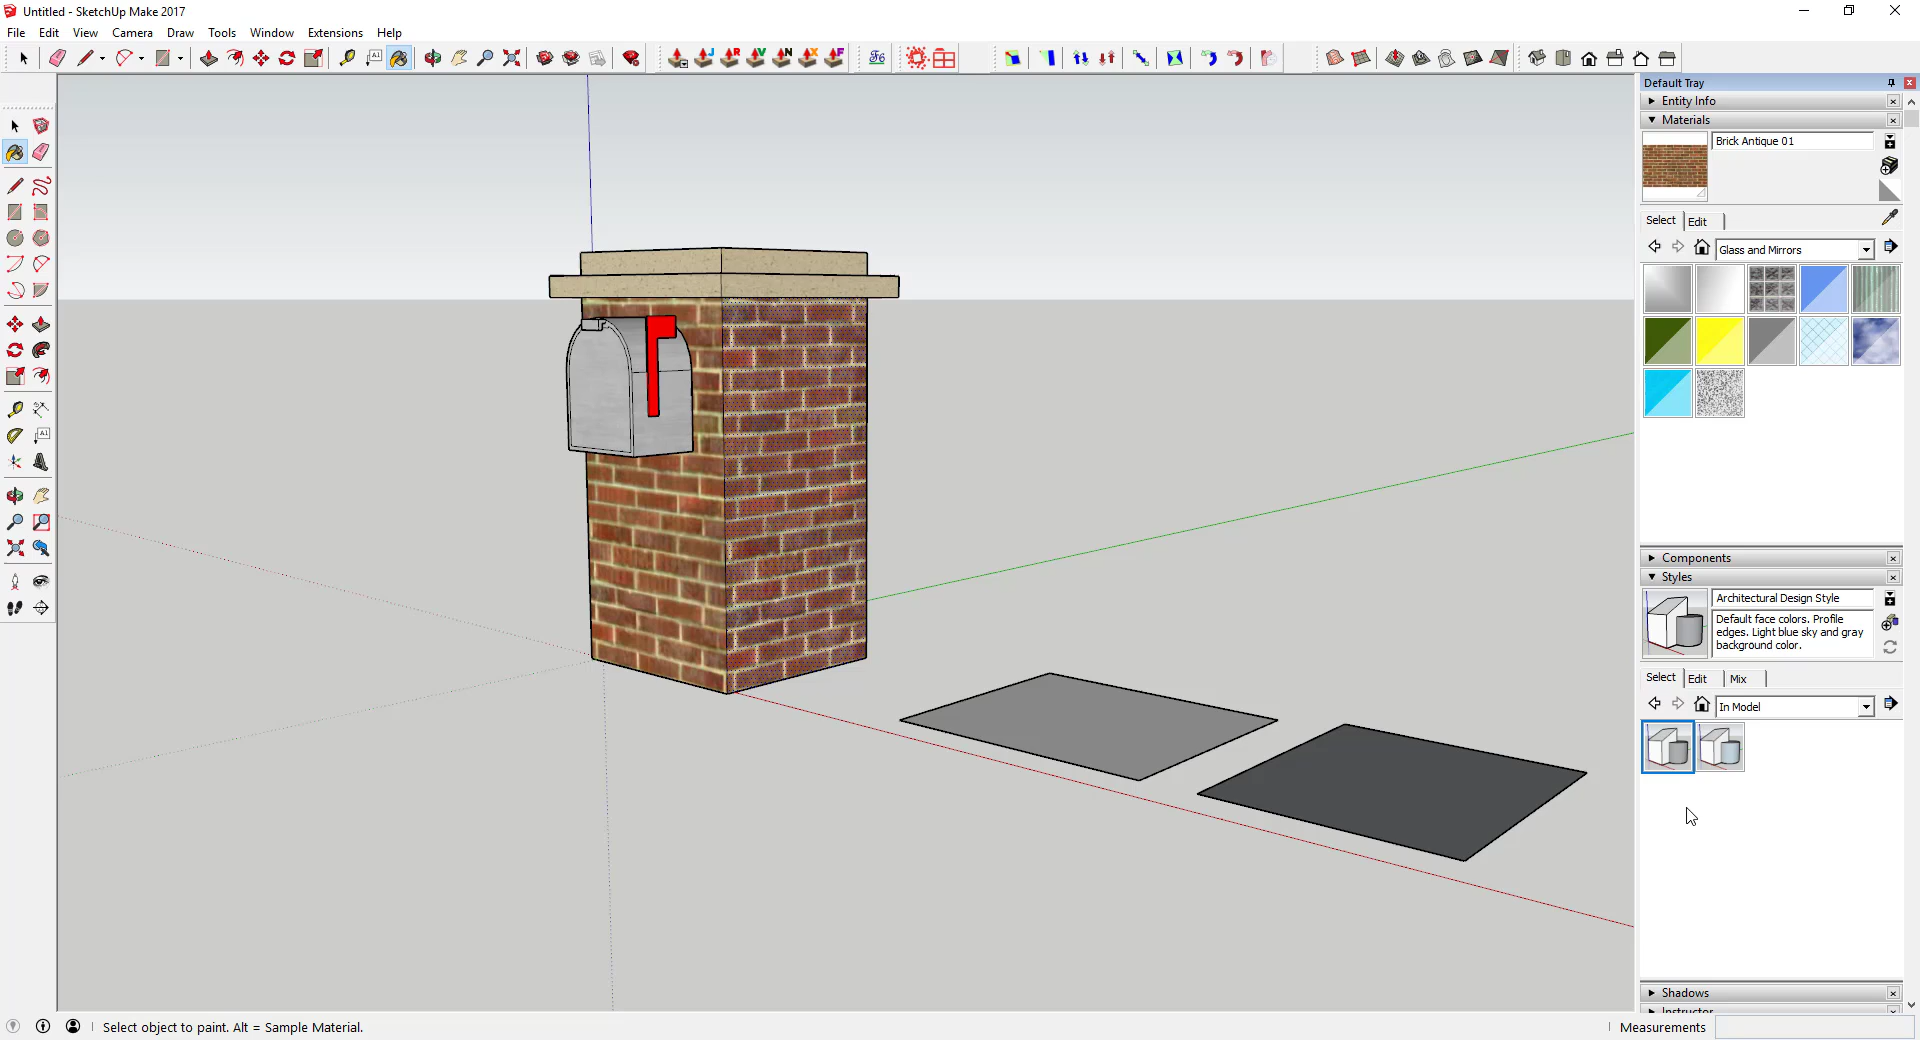 Untitled - SketchUp Make 2017
File Edit View Camera Draw Tools Window Extensions Help
J R V N X F
Default Tray
Entity Info
Materials
Brick Antique 01
Select Edit
Glass and Mirrors
A1
A1
Components
Styles
Architectural Design Style
Default face colors. Profile
edges. Light blue sky and gray
background color.
Select Edit Mix
In Model
Shadows
Instructor
Select object to paint. Alt = Sample Material.
Measurements